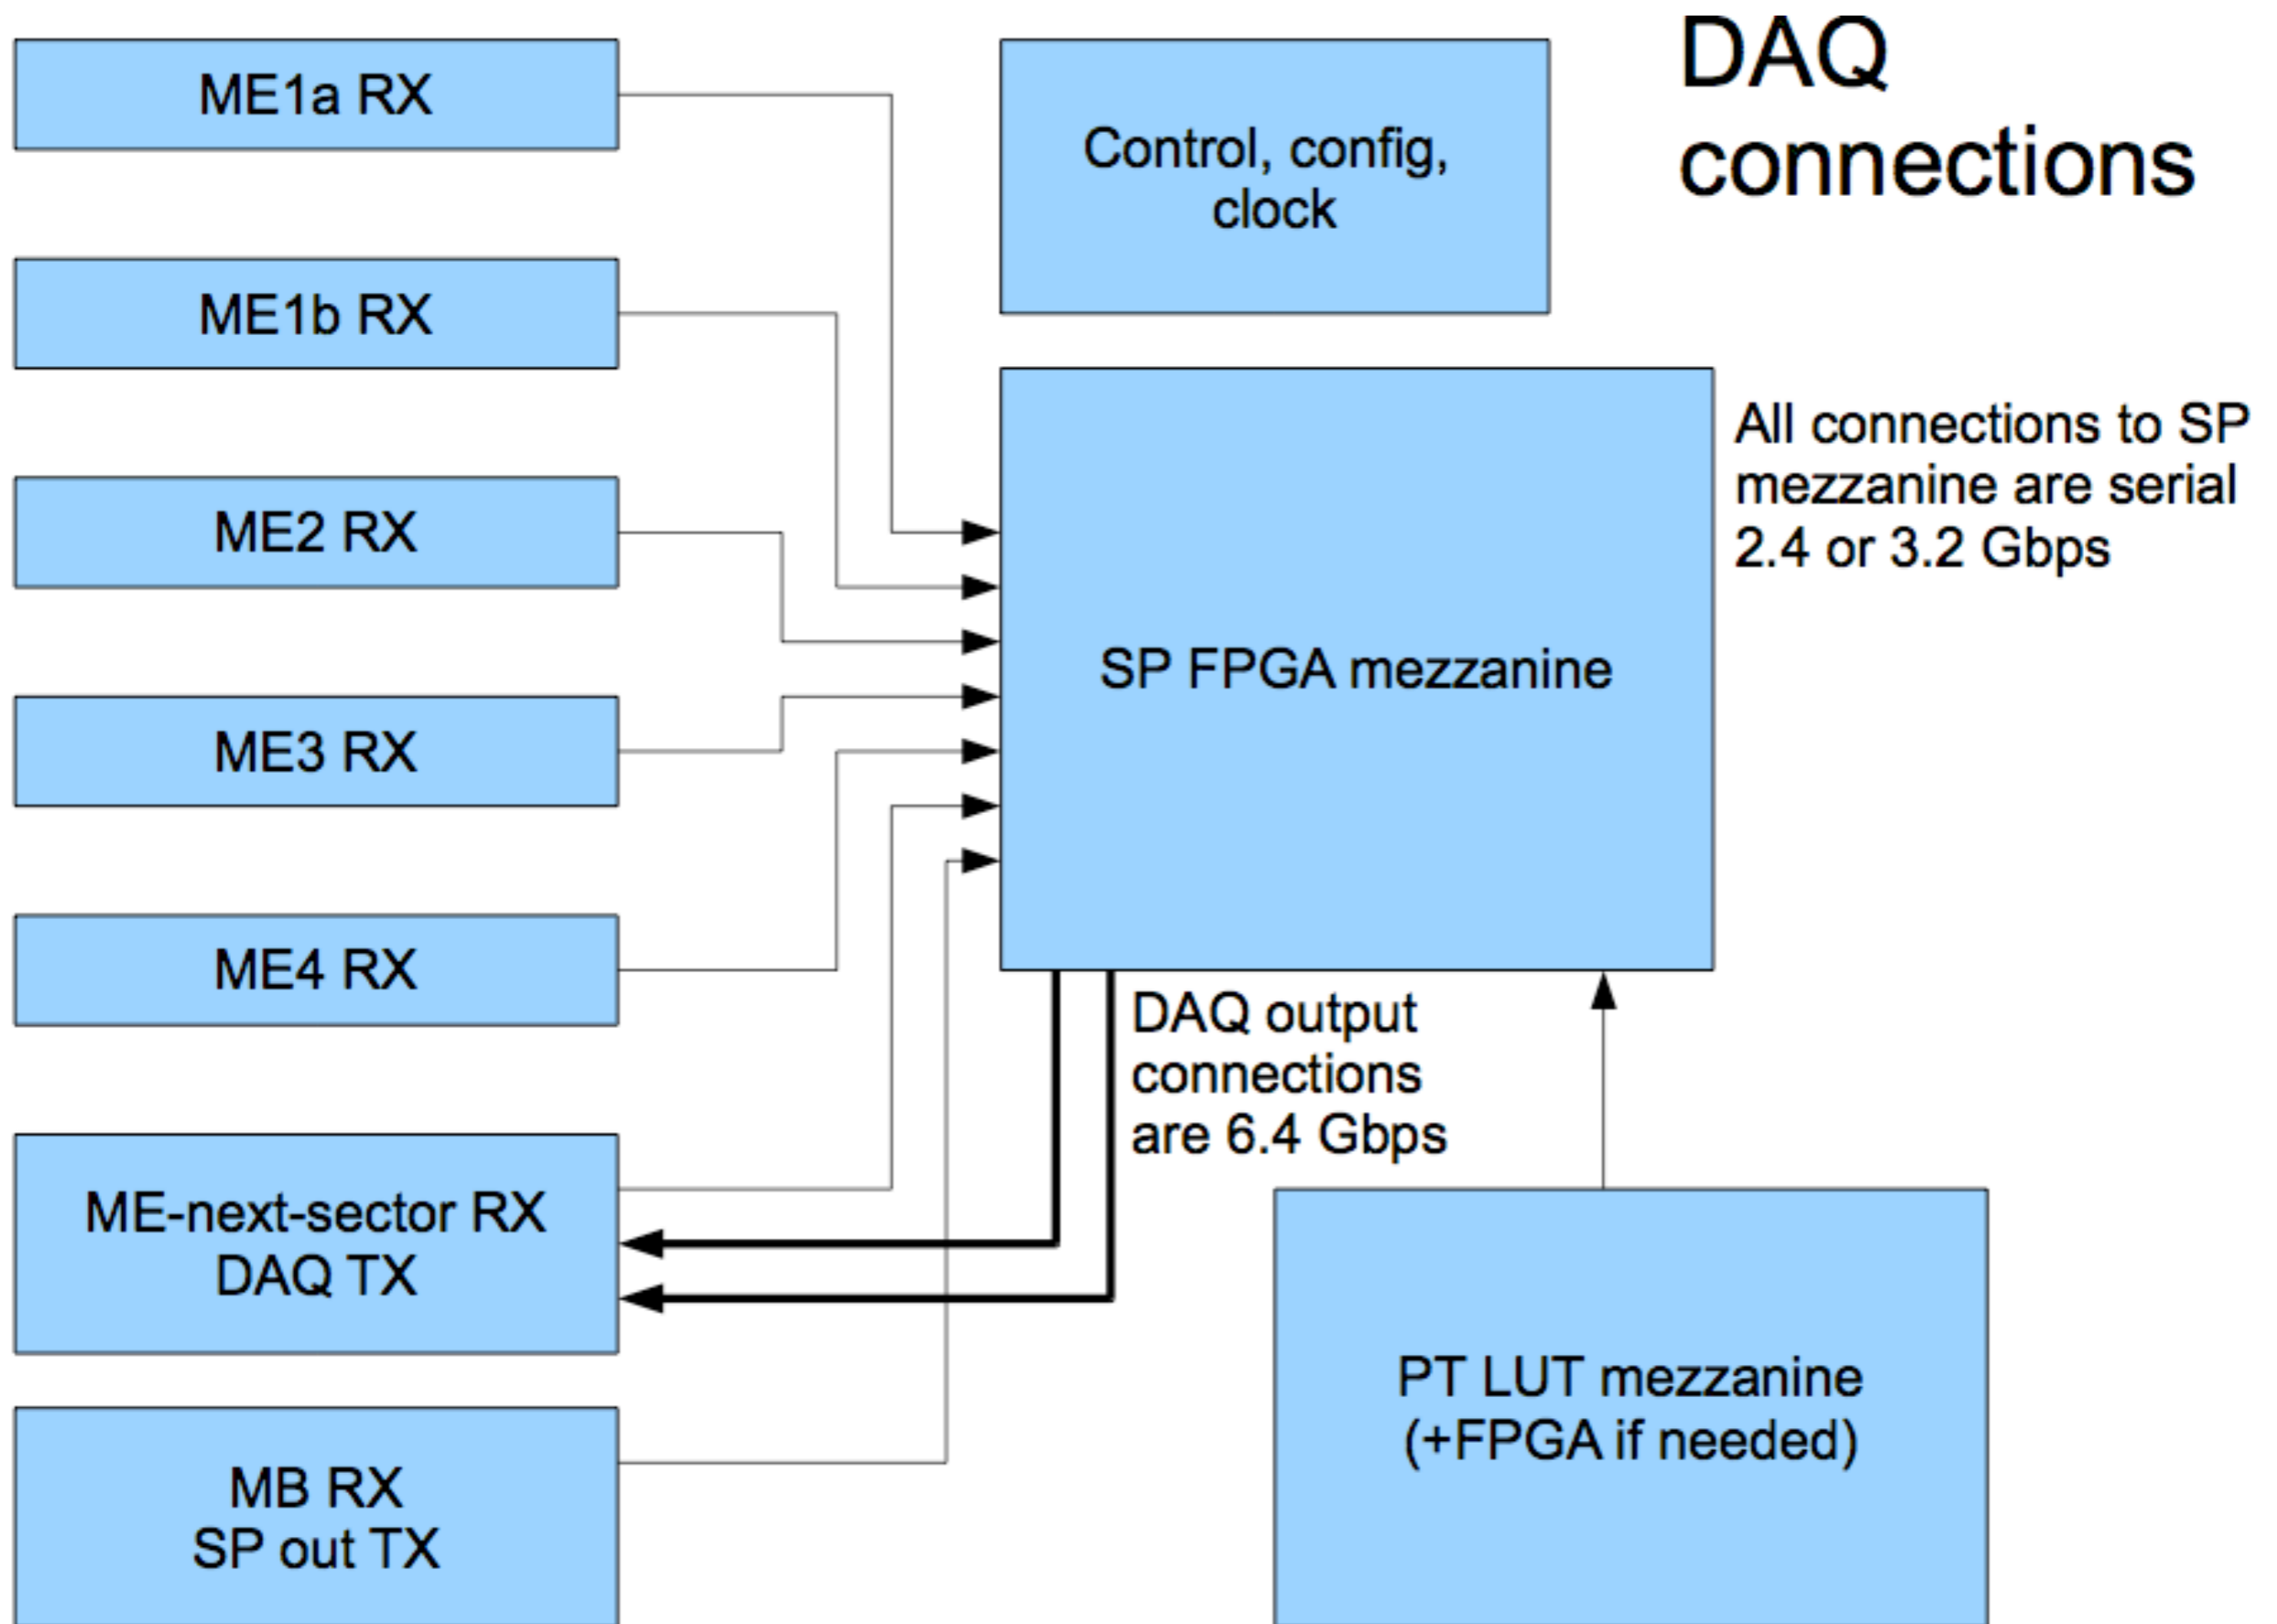 DAQ
connections
ME1a RX
Control, config,
clock
ME1b RX
All connections to SP
mezzanine are serial
2.4 or 3.2 Gbps
ME2 RX
SP FPGA mezzanine
ME3 RX
ME4 RX
DAQ output
connections
are 6.4 Gbps
ME-next-sector RX
DAQ TX
PT LUT mezzanine
(+FPGA if needed)
MB RX
SP out TX